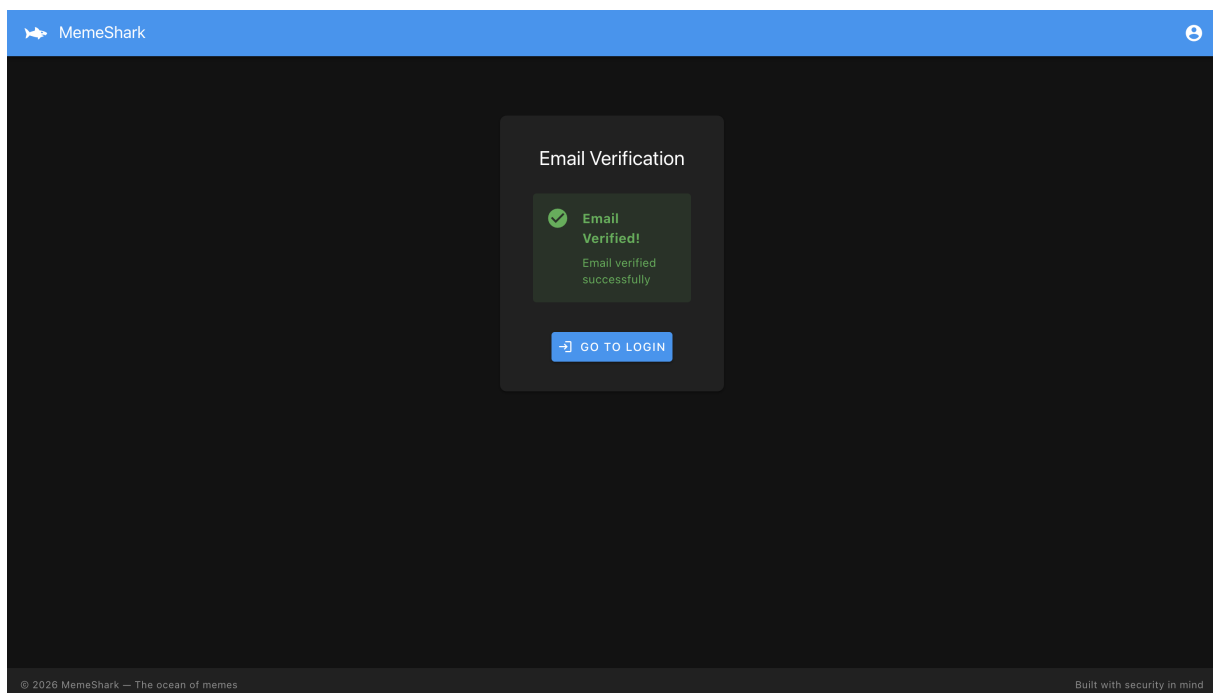 MemeShark
Email Verification
Email
Verified!
Email verified
successfully
GO TO LOGIN
© 2026 MemeShark — The ocean of memes
Built with security in mind